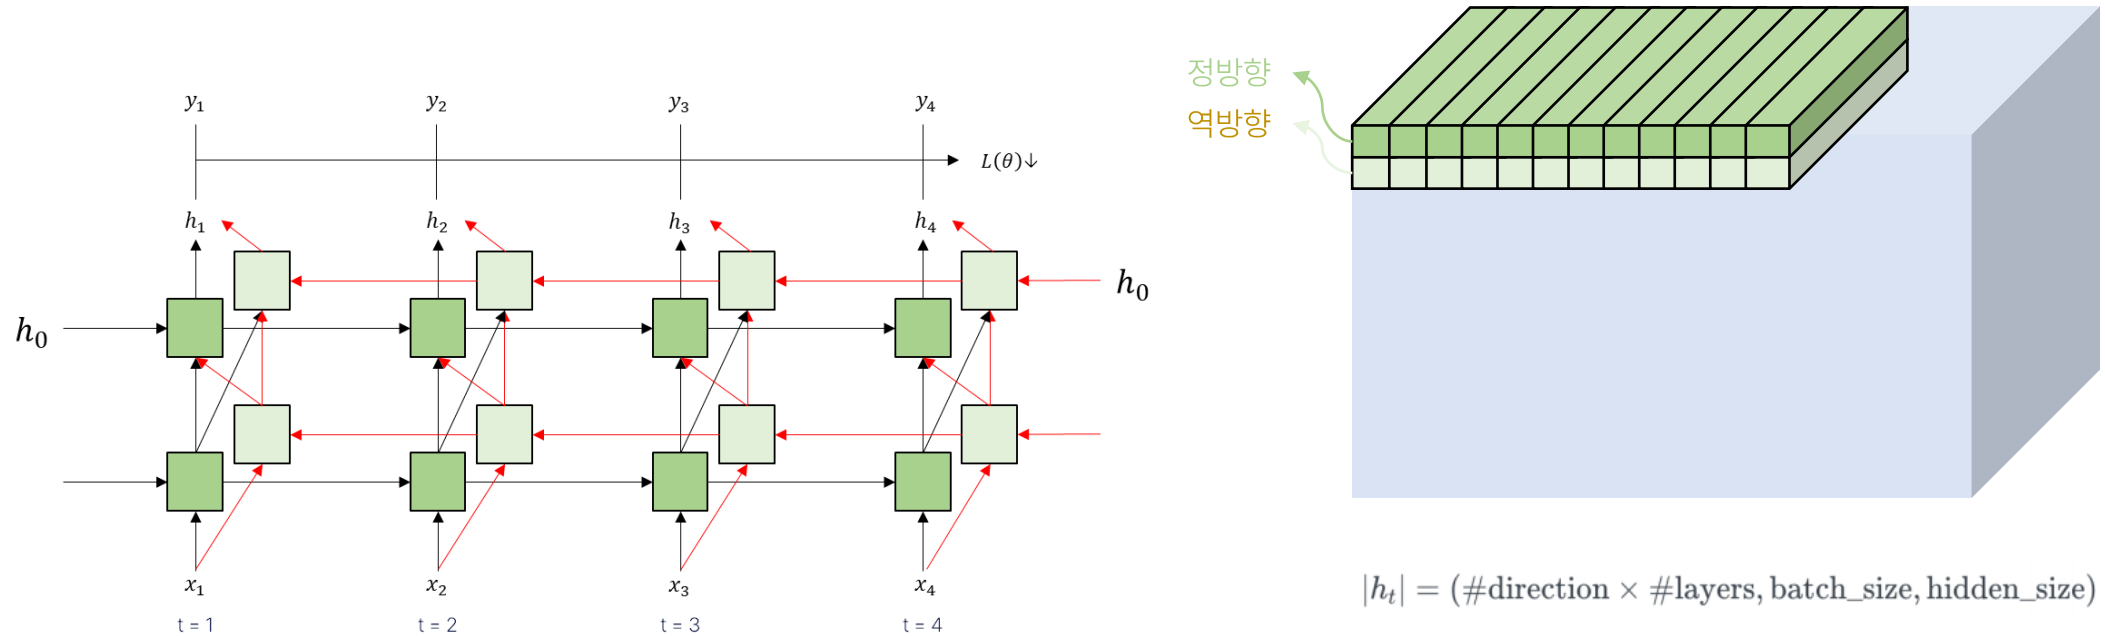 y₁ y₂ y₃ y₄
L(θ)↓
h₁ h₂ h₃ h₄
h₀
h₀
x₁ x₂ x₃ x₄
t = 1 t = 2 t = 3 t = 4
정방향
역방향
|hₜ| = (#direction × #layers, batch_size, hidden_size)